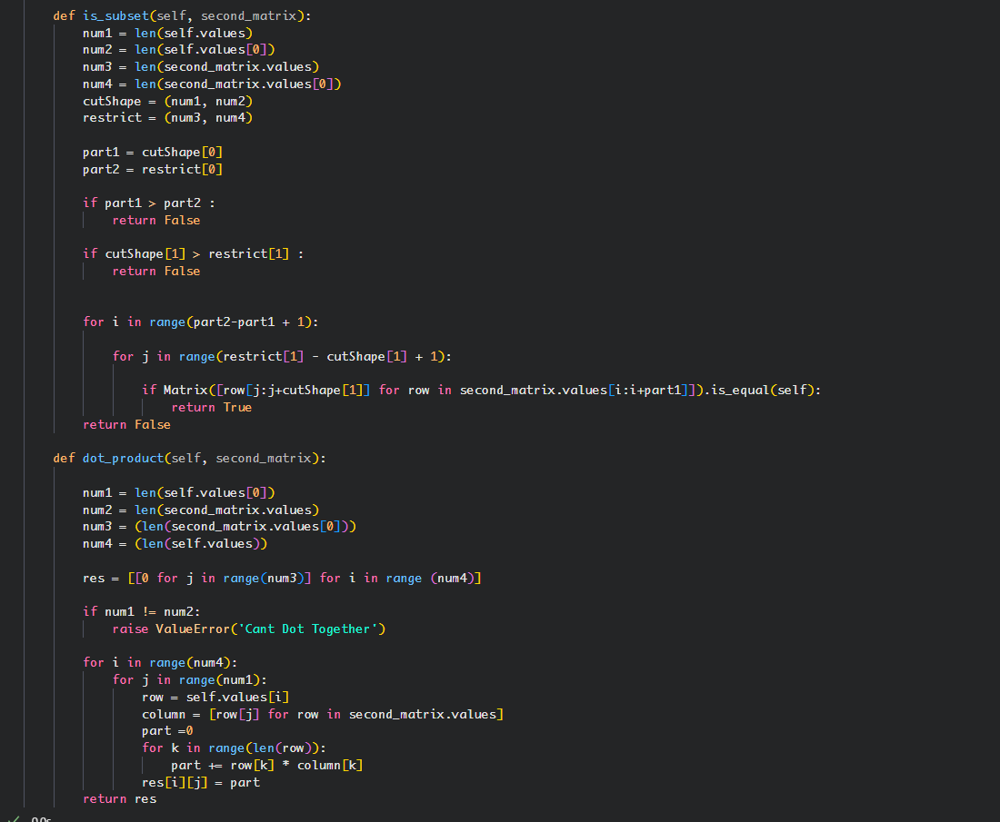 def is_subset(self, second_matrix):
num1 = len(self.values)
num2 = len(self.values[0])
num3 = len(second_matrix.values)
num4 = len(second_matrix.values[0])
cutShape = (num1, num2)
restrict = (num3, num4)
part1 = cutShape[0]
part2 = restrict[0]
if part1 > part2 :
return False
if cutShape[1] > restrict[1] :
return False
for i in range(part2-part1 + 1):
for j in range(restrict[1] - cutShape[1] + 1):
if Matrix([row[j:j+cutShape[1]] for row in second_matrix.values[i:i+part1]]).is_equal(self):
return True
return False
def dot_product(self, second_matrix):
num1 = len(self.values[0])
num2 = len(second_matrix.values)
num3 = (len(second_matrix.values[0]))
num4 = (len(self.values))
res = [[0 for j in range(num3)] for i in range (num4)]
if num1 != num2:
raise ValueError('Cant Dot Together')
for i in range(num4):
for j in range(num1):
row = self.values[i]
column = [row[j] for row in second_matrix.values]
part =0
for k in range(len(row)):
part += row[k] * column[k]
res[i][j] = part
return res
0.0s